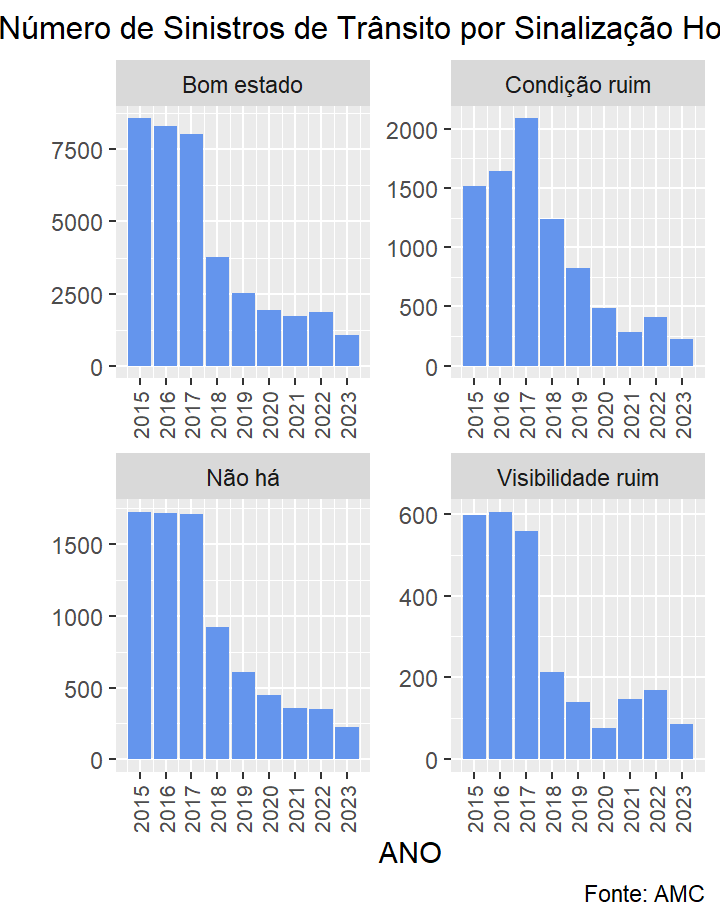 Número de Sinistros de Trânsito por Sinalização Ho
Bom estado
Condição ruim
7500
5000
2500
0
2000
1500
1000
500
0
2015 2016 2017 2018 2019 2020 2021 2022 2023
2015 2016 2017 2018 2019 2020 2021 2022 2023
Não há
Visibilidade ruim
1500
1000
500
0
600
400
200
0
2015 2016 2017 2018 2019 2020 2021 2022 2023
2015 2016 2017 2018 2019 2020 2021 2022 2023
ANO
Fonte: AMC